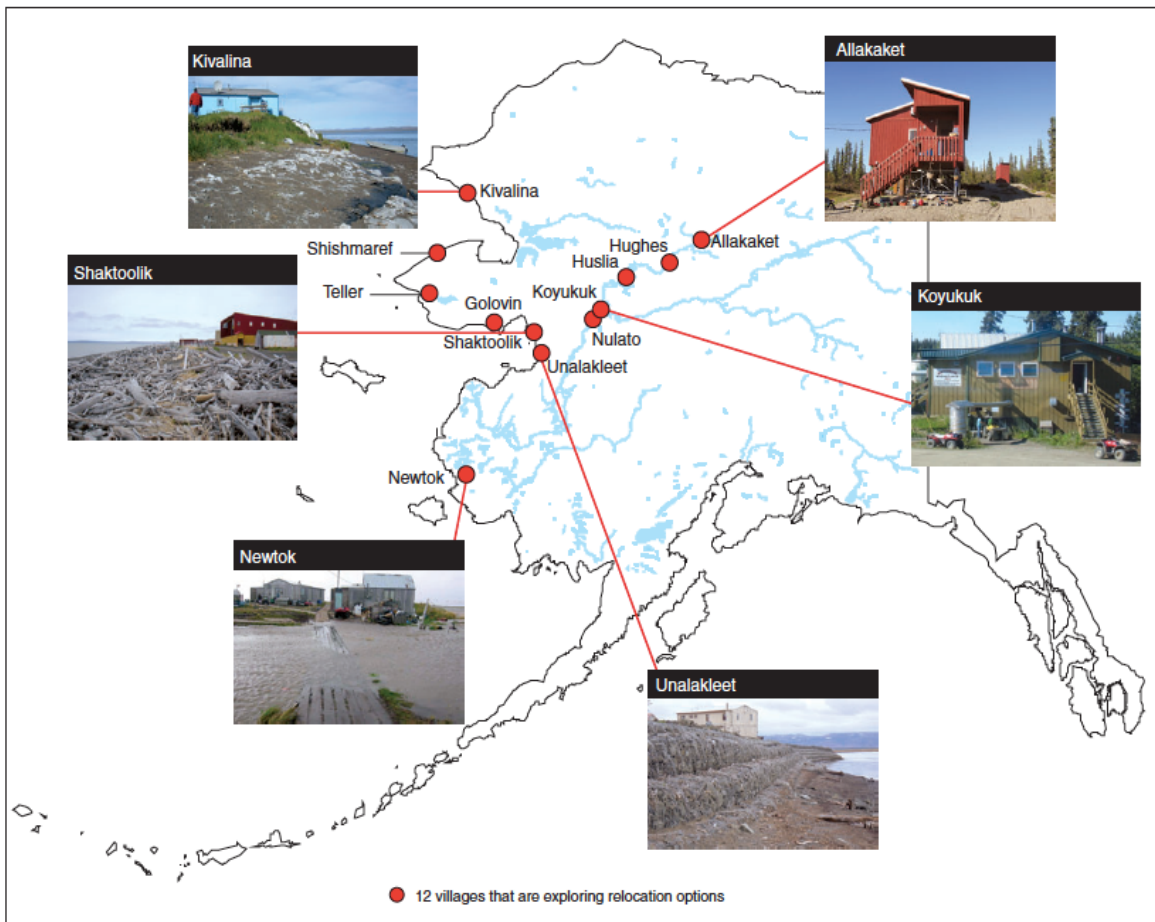 Kivalina
Allakaket
Kivalina
Shishmaref
Hughes
Allakaket
Huslia
Shaktoolik
Teller
Golovin
Koyukuk
Koyukuk
Shaktoolik
Nulato
Unalakleet
Newtok
Newtok
Unalakleet
12 villages that are exploring relocation options